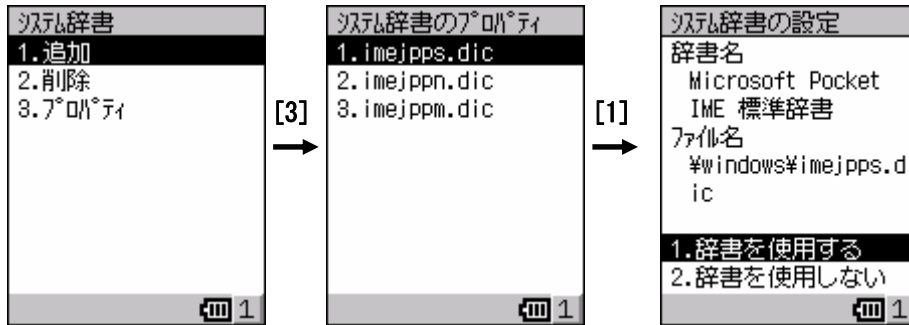 ｼｽﾃﾑ辞書
1.追加
2.削除
3.ﾌﾟﾛﾊﾟﾃｨ
1
[3]
ｼｽﾃﾑ辞書のﾌﾟﾛﾊﾟﾃｨ
1.imejpps.dic
2.imejppn.dic
3.imejppm.dic
1
[1]
ｼｽﾃﾑ辞書の設定
辞書名
Microsoft Pocket
IME 標準辞書
ﾌｧｲﾙ名
¥windows¥imejpps.d
ic
1.辞書を使用する
2.辞書を使用しない
1